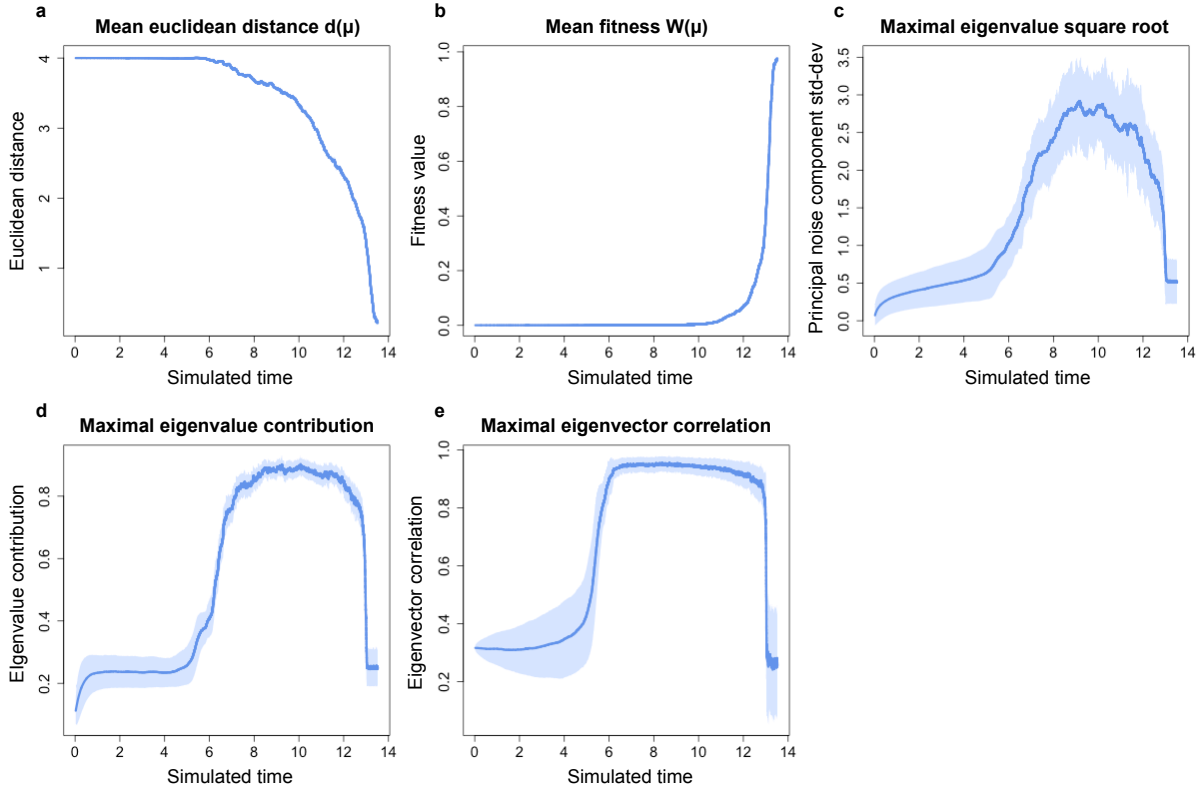 a
Mean euclidean distance d(μ)
Euclidean distance
4
3
2
1
0 2 4 6 8 10 12 14
Simulated time
b
Mean fitness W(μ)
Fitness value
1.0
0.8
0.6
0.4
0.2
0.0
0 2 4 6 8 10 12 14
Simulated time
c
Maximal eigenvalue square root
Principal noise component std-dev
3.5
3.0
2.5
2.0
1.5
1.0
0.5
0.0
0 2 4 6 8 10 12 14
Simulated time
d
Maximal eigenvalue contribution
EIgenvalue contribution
0.8
0.6
0.4
0.2
0 2 4 6 8 10 12 14
Simulated time
e
Maximal eigenvector correlation
Eigenvector correlation
1.0
0.8
0.6
0.4
0.2
0 2 4 6 8 10 12 14
Simulated time